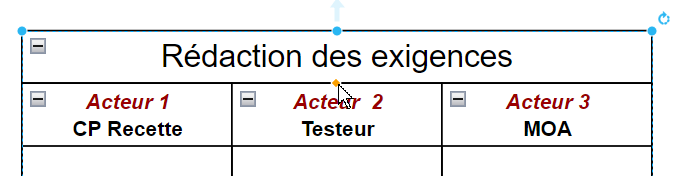 Rédaction des exigences
Acteur 1 Acteur 2 Acteur 3
CP Recette Testeur MOA